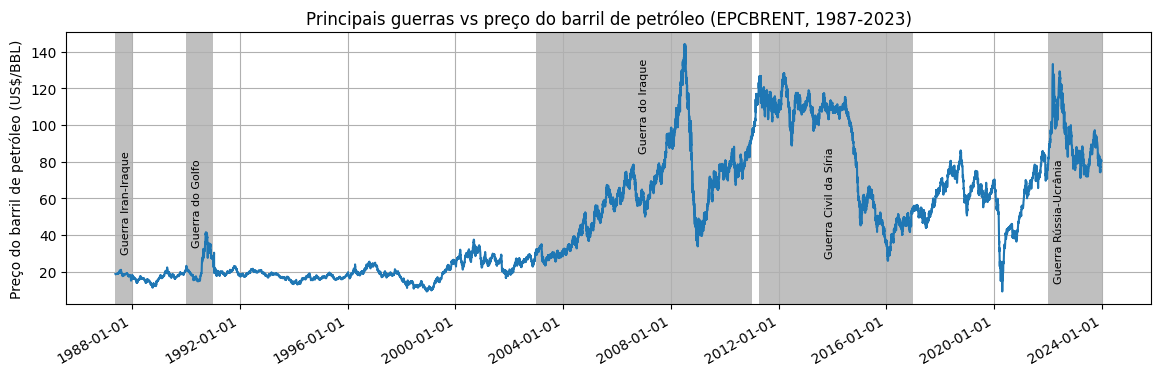 Principais guerras vs preço do barril de petróleo (EPCBRENT, 1987-2023)
Preço do barril de petróleo (US$/BBL)
140
120
100
80
60
40
20
Guerra Iran-Iraque
Guerra do Golfo
Guerra do Iraque
Guerra Civil da Síria
Guerra Rússia-Ucrânia
1988-01-01
1992-01-01
1996-01-01
2000-01-01
2004-01-01
2008-01-01
2012-01-01
2016-01-01
2020-01-01
2024-01-01